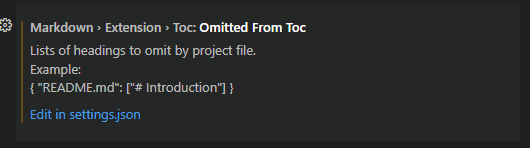 Markdown › Extension › Toc: Omitted From Toc
Lists of headings to omit by project file.
Example:
{ "README.md": ["# Introduction"] }
Edit in settings.json